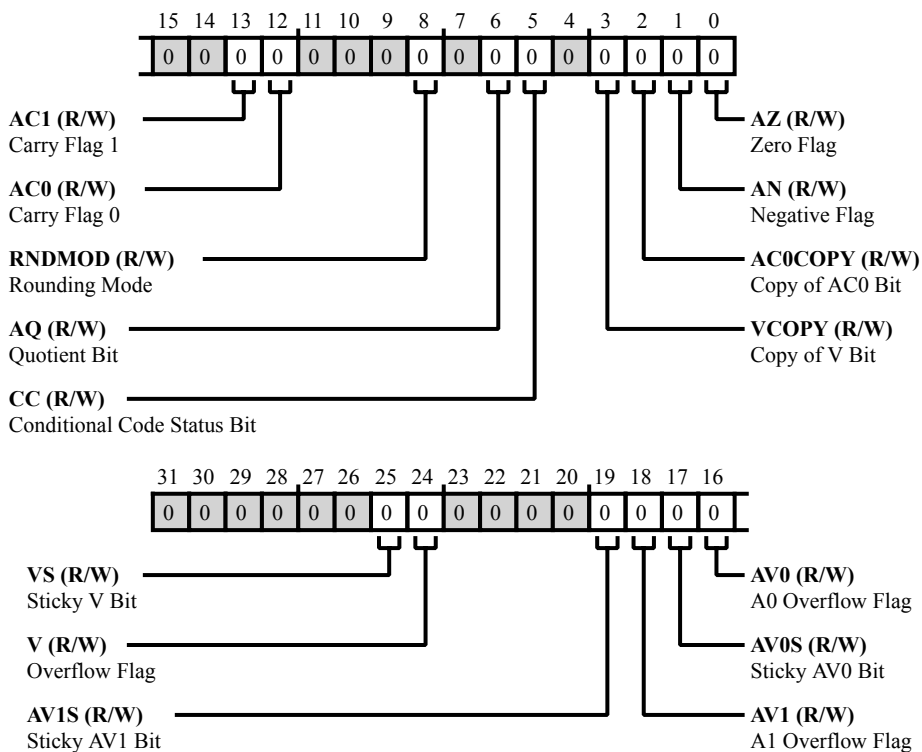 15 14 13 12 11 10 9 8 7 6 5 4 3 2 1 0
0 0 0 0 0 0 0 0 0 0 0 0 0 0 0 0
AC1 (R/W)
Carry Flag 1
AC0 (R/W)
Carry Flag 0
RNDMOD (R/W)
Rounding Mode
AQ (R/W)
Quotient Bit
CC (R/W)
Conditional Code Status Bit
AZ (R/W)
Zero Flag
AN (R/W)
Negative Flag
AC0COPY (R/W)
Copy of AC0 Bit
VCOPY (R/W)
Copy of V Bit
31 30 29 28 27 26 25 24 23 22 21 20 19 18 17 16
0 0 0 0 0 0 0 0 0 0 0 0 0 0 0 0
VS (R/W)
Sticky V Bit
V (R/W)
Overflow Flag
AV1S (R/W)
Sticky AV1 Bit
AV0 (R/W)
A0 Overflow Flag
AV0S (R/W)
Sticky AV0 Bit
AV1 (R/W)
A1 Overflow Flag